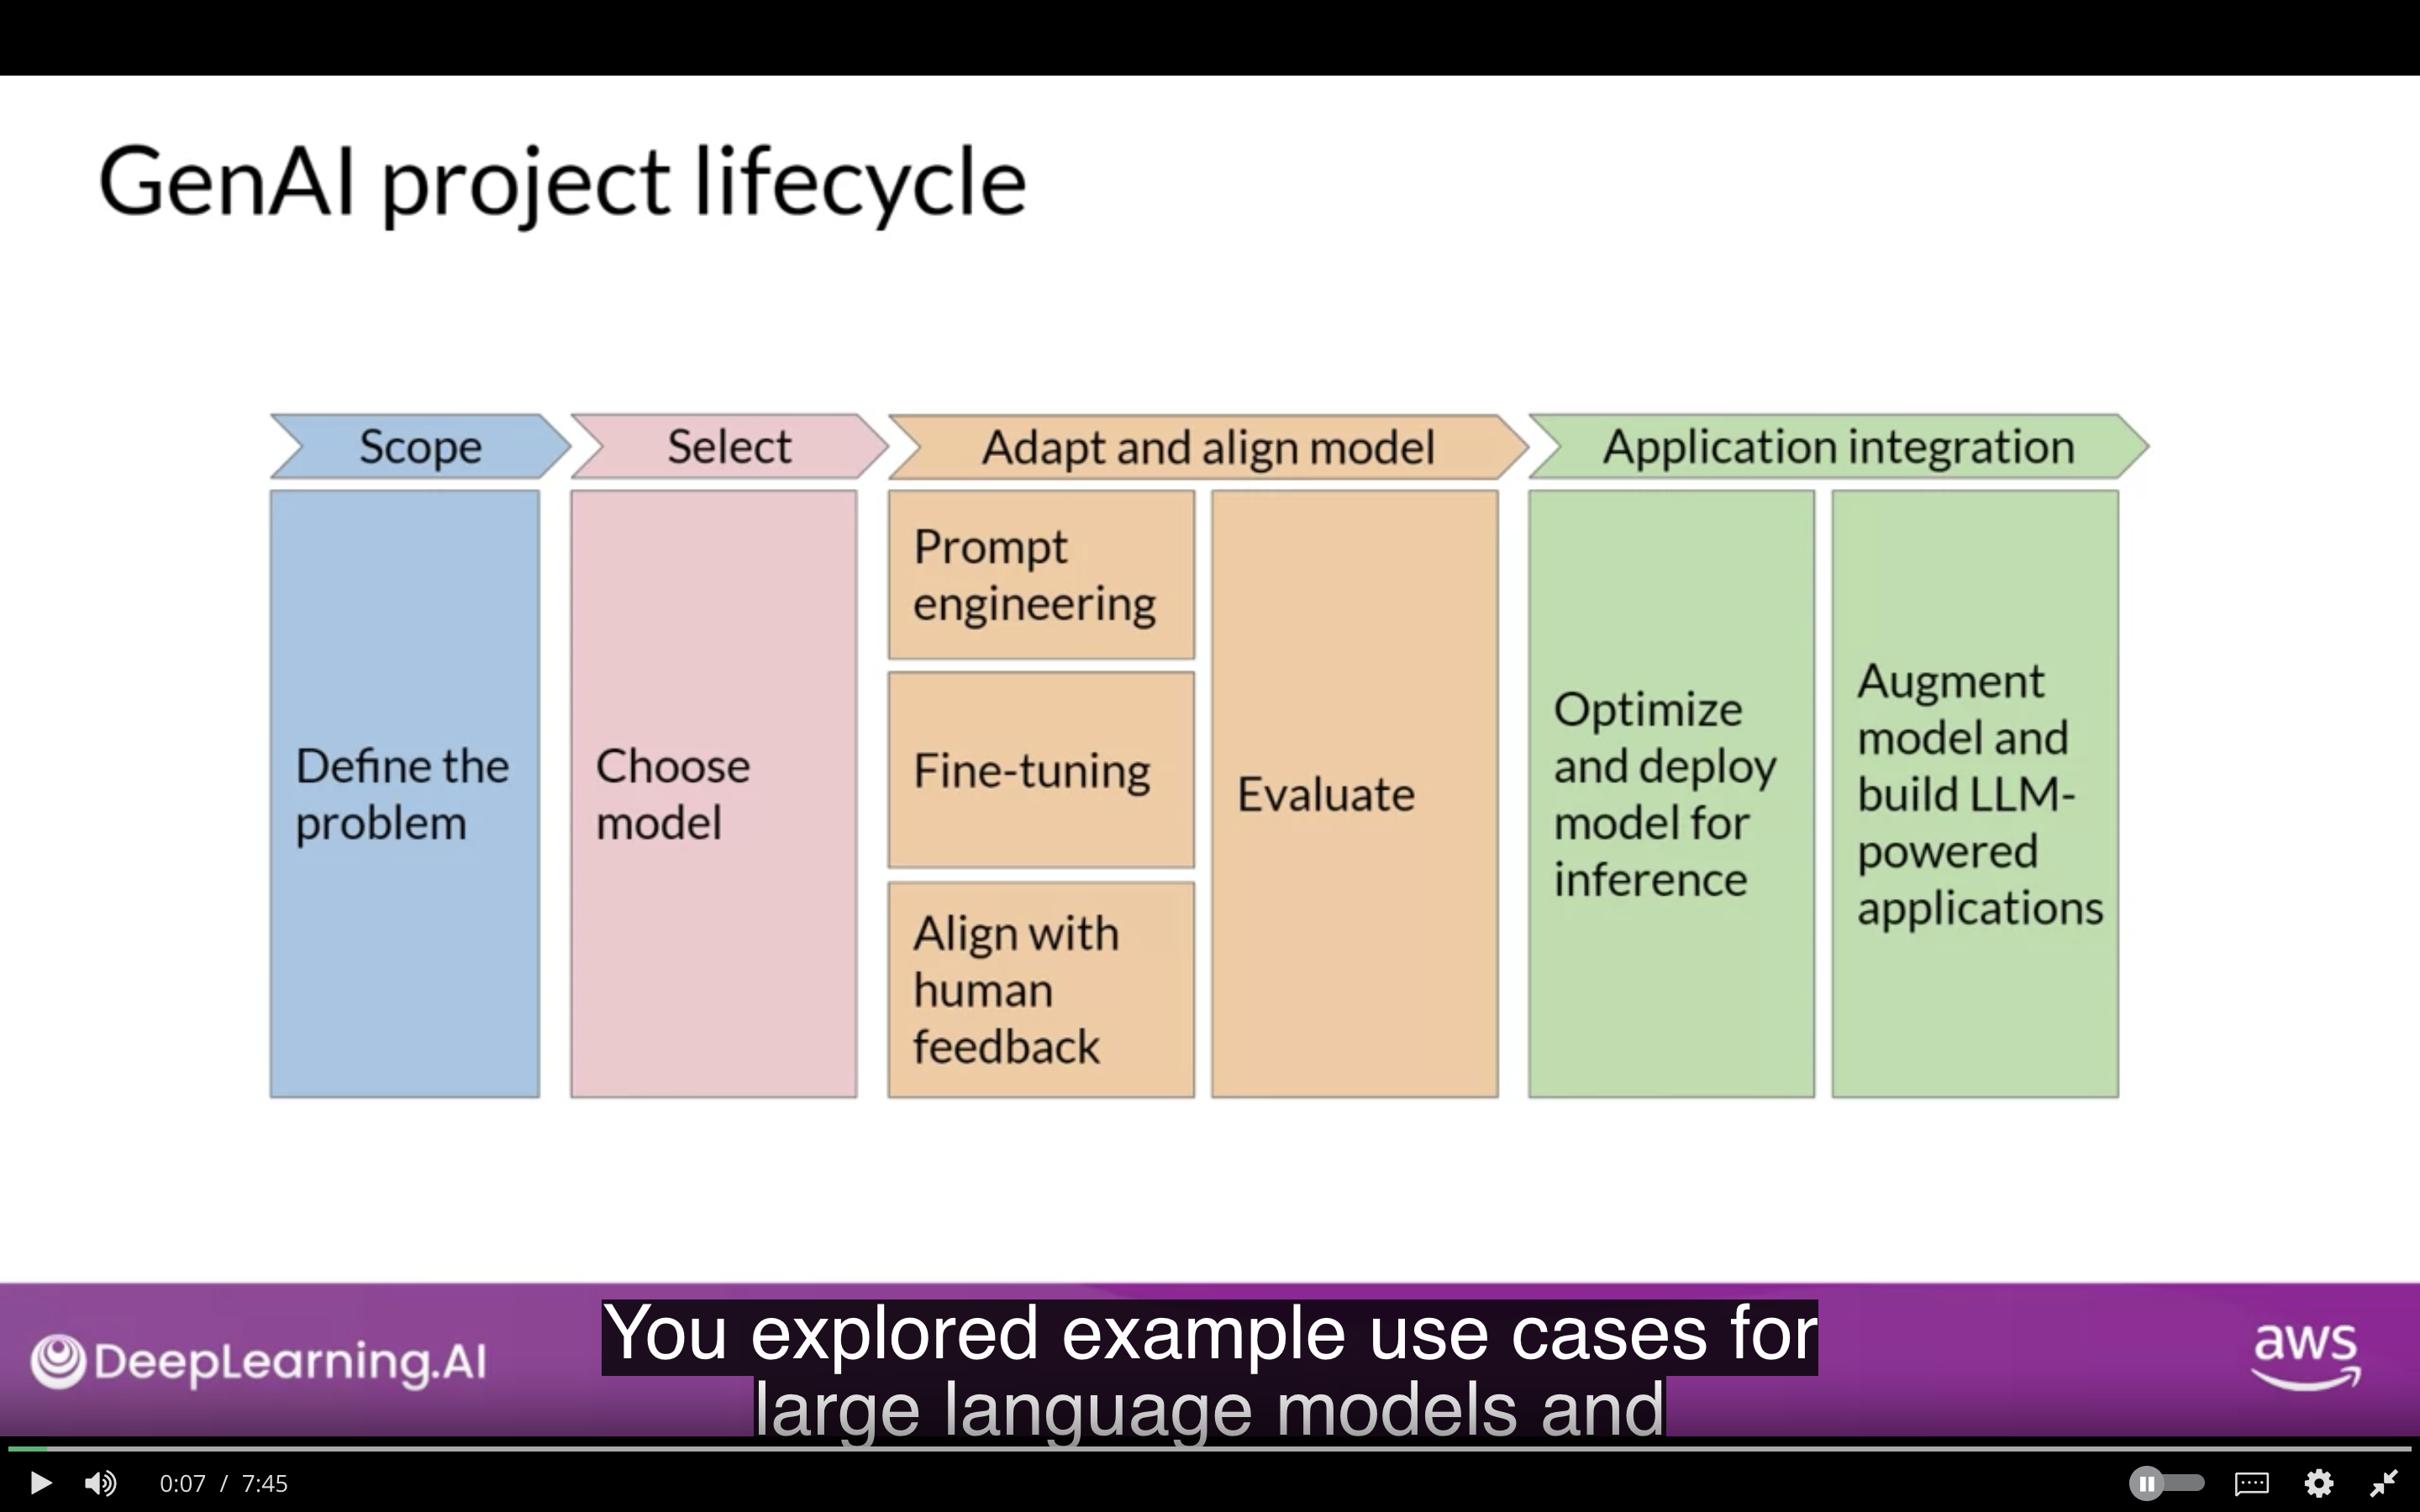 GenAI project lifecycle
Scope
Select
Adapt and align model
Application integration
Define the
problem
Choose
model
Prompt
engineering
Fine-tuning
Align with
human
feedback
Evaluate
Optimize
and deploy
model for
inference
Augment
model and
build LLM-
powered
applications
DeepLearning.AI
You explored example use cases for
large language models and
aws
0:07 / 7:45